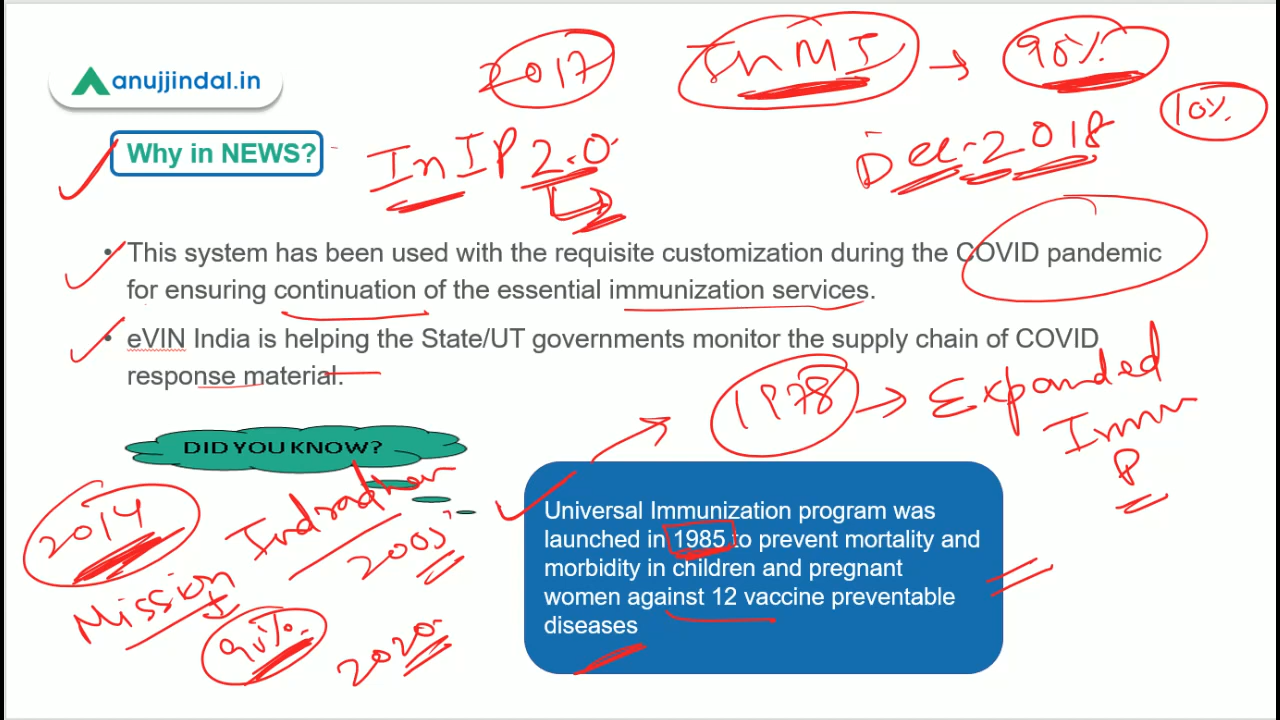 anujjindal.in
2017
InMI → 90%
10%
Why in NEWS?
InIP 2.0
Dec-2018
• This system has been used with the requisite customization during the COVID pandemic
for ensuring continuation of the essential immunization services.
• eVIN India is helping the State/UT governments monitor the supply chain of COVID
response material.
1978 → Expanded
Imm
P
DID YOU KNOW?
2014
Mission
90%
2020
Universal Immunization program was
launched in 1985 to prevent mortality and
morbidity in children and pregnant
women against 12 vaccine preventable
diseases